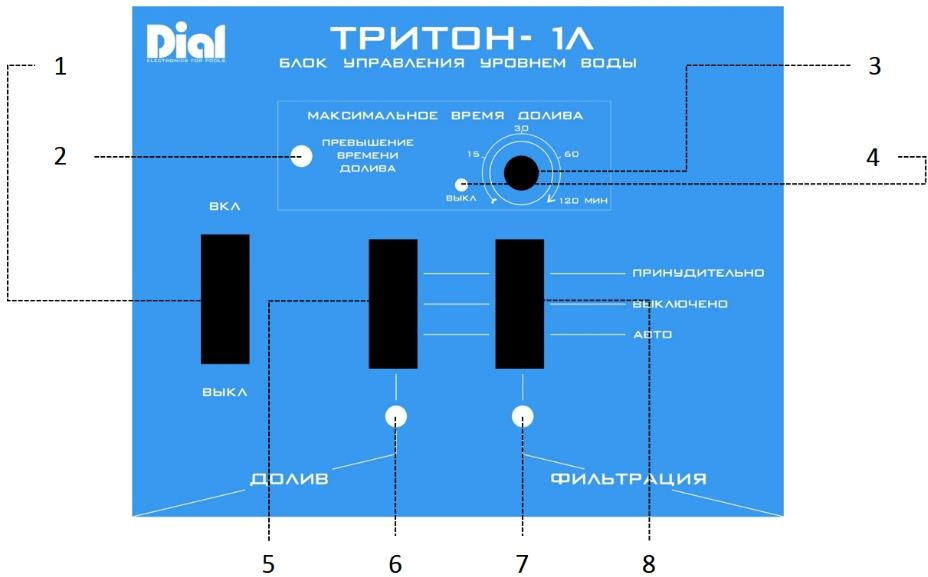 Dial
ELECTRONICS FOR POOLS
ТРИТОН- 1Л
БЛОК УПРАВЛЕНИЯ УРОВНЕМ ВОДЫ
1
3
МАКСИМАЛЬНОЕ ВРЕМЯ ДОЛИВА
30
2
ПРЕВЫШЕНИЕ
ВРЕМЕНИ
ДОЛИВА
15
60
4
ВЫКЛ
120 МИН
ВКЛ
ПРИНУДИТЕЛЬНО
ВЫКЛЮЧЕНО
АВТО
ВЫКЛ
ДОЛИВ
ФИЛЬТРАЦИЯ
5
6
7
8